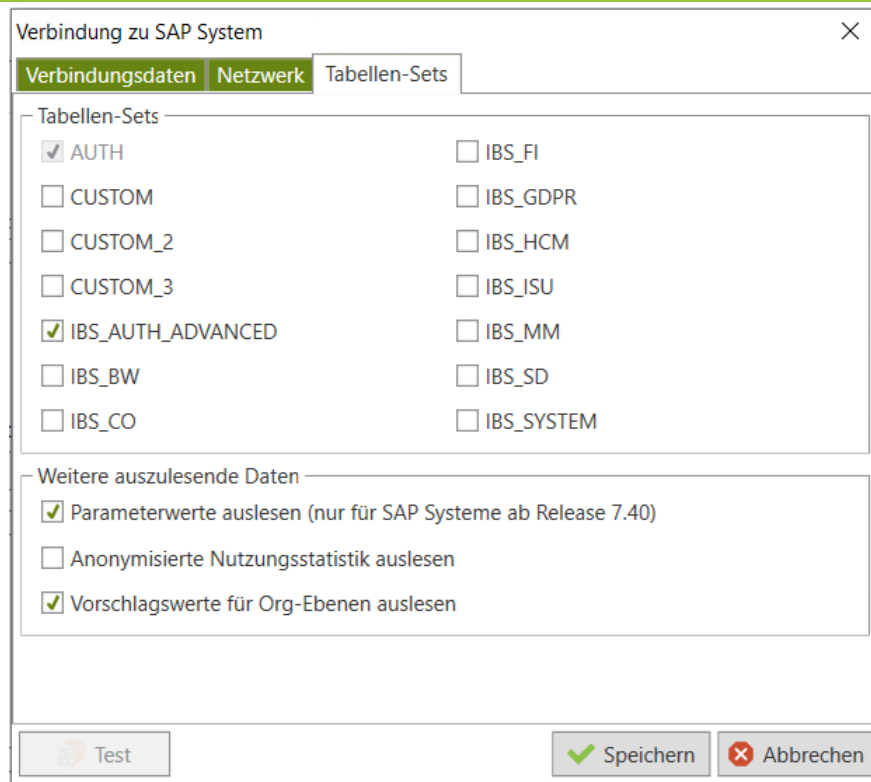 Verbindung zu SAP System
Verbindungsdaten Netzwerk Tabellen-Sets
Tabellen-Sets
AUTH
CUSTOM
CUSTOM_2
CUSTOM_3
IBS_AUTH_ADVANCED
IBS_BW
IBS_CO
IBS_FI
IBS_GDPR
IBS_HCM
IBS_ISU
IBS_MM
IBS_SD
IBS_SYSTEM
Weitere auszulesende Daten
Parameterwerte auslesen (nur für SAP Systeme ab Release 7.40)
Anonymisierte Nutzungsstatistik auslesen
Vorschlagswerte für Org-Ebenen auslesen
Test Speichern Abbrechen